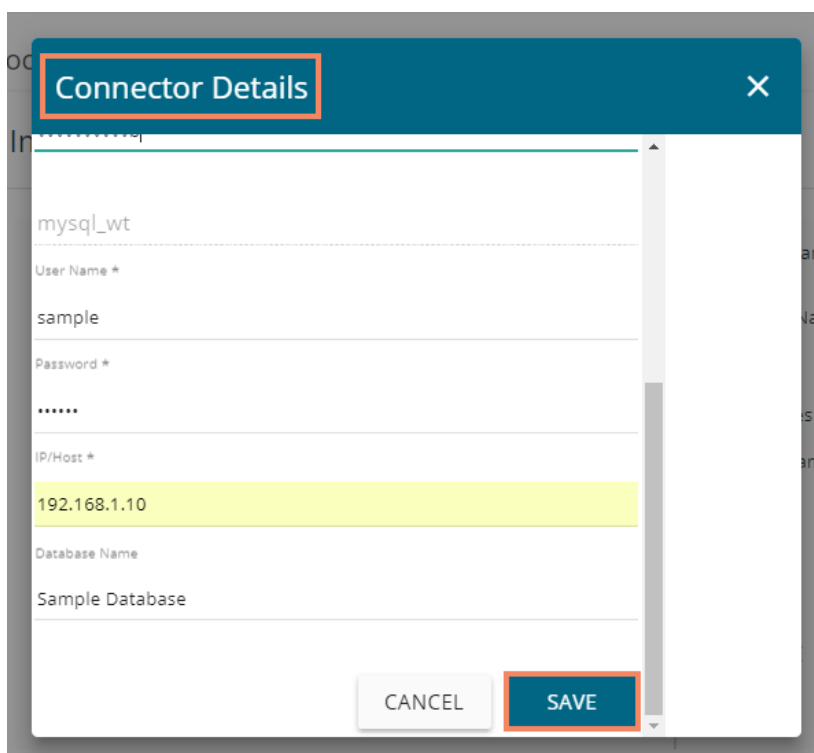 Connector Details
In
mysql_wt
User Name *
sample
Password *
••••••
IP/Host *
192.168.1.10
Database Name
Sample Database
CANCEL
SAVE